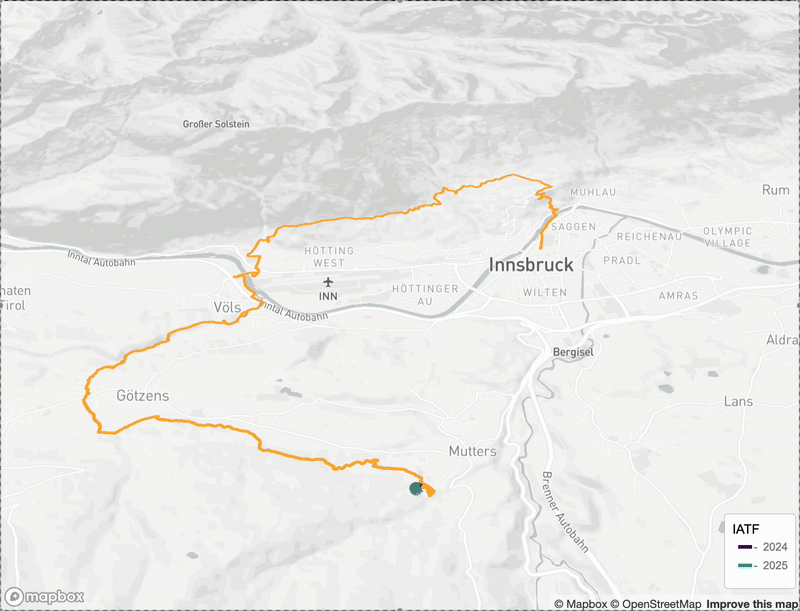 Großer Solstein
MÜHLAU
Rum
SAGGEN
OLYMPIC
VILLAGE
REICHENAU
Inntal Autobahn
HÖTTING
WEST
Innsbruck
PRADL
INN
HÖTTINGER
AU
WILTEN
AMRAS
haten
Tirol
Völs
Inntal Autobahn
Aldra
Bergisel
Götzens
Lans
Mutters
Brenner Autobahn
IATF
- 2024
- 2025
mapbox
© Mapbox © OpenStreetMap Improve this map